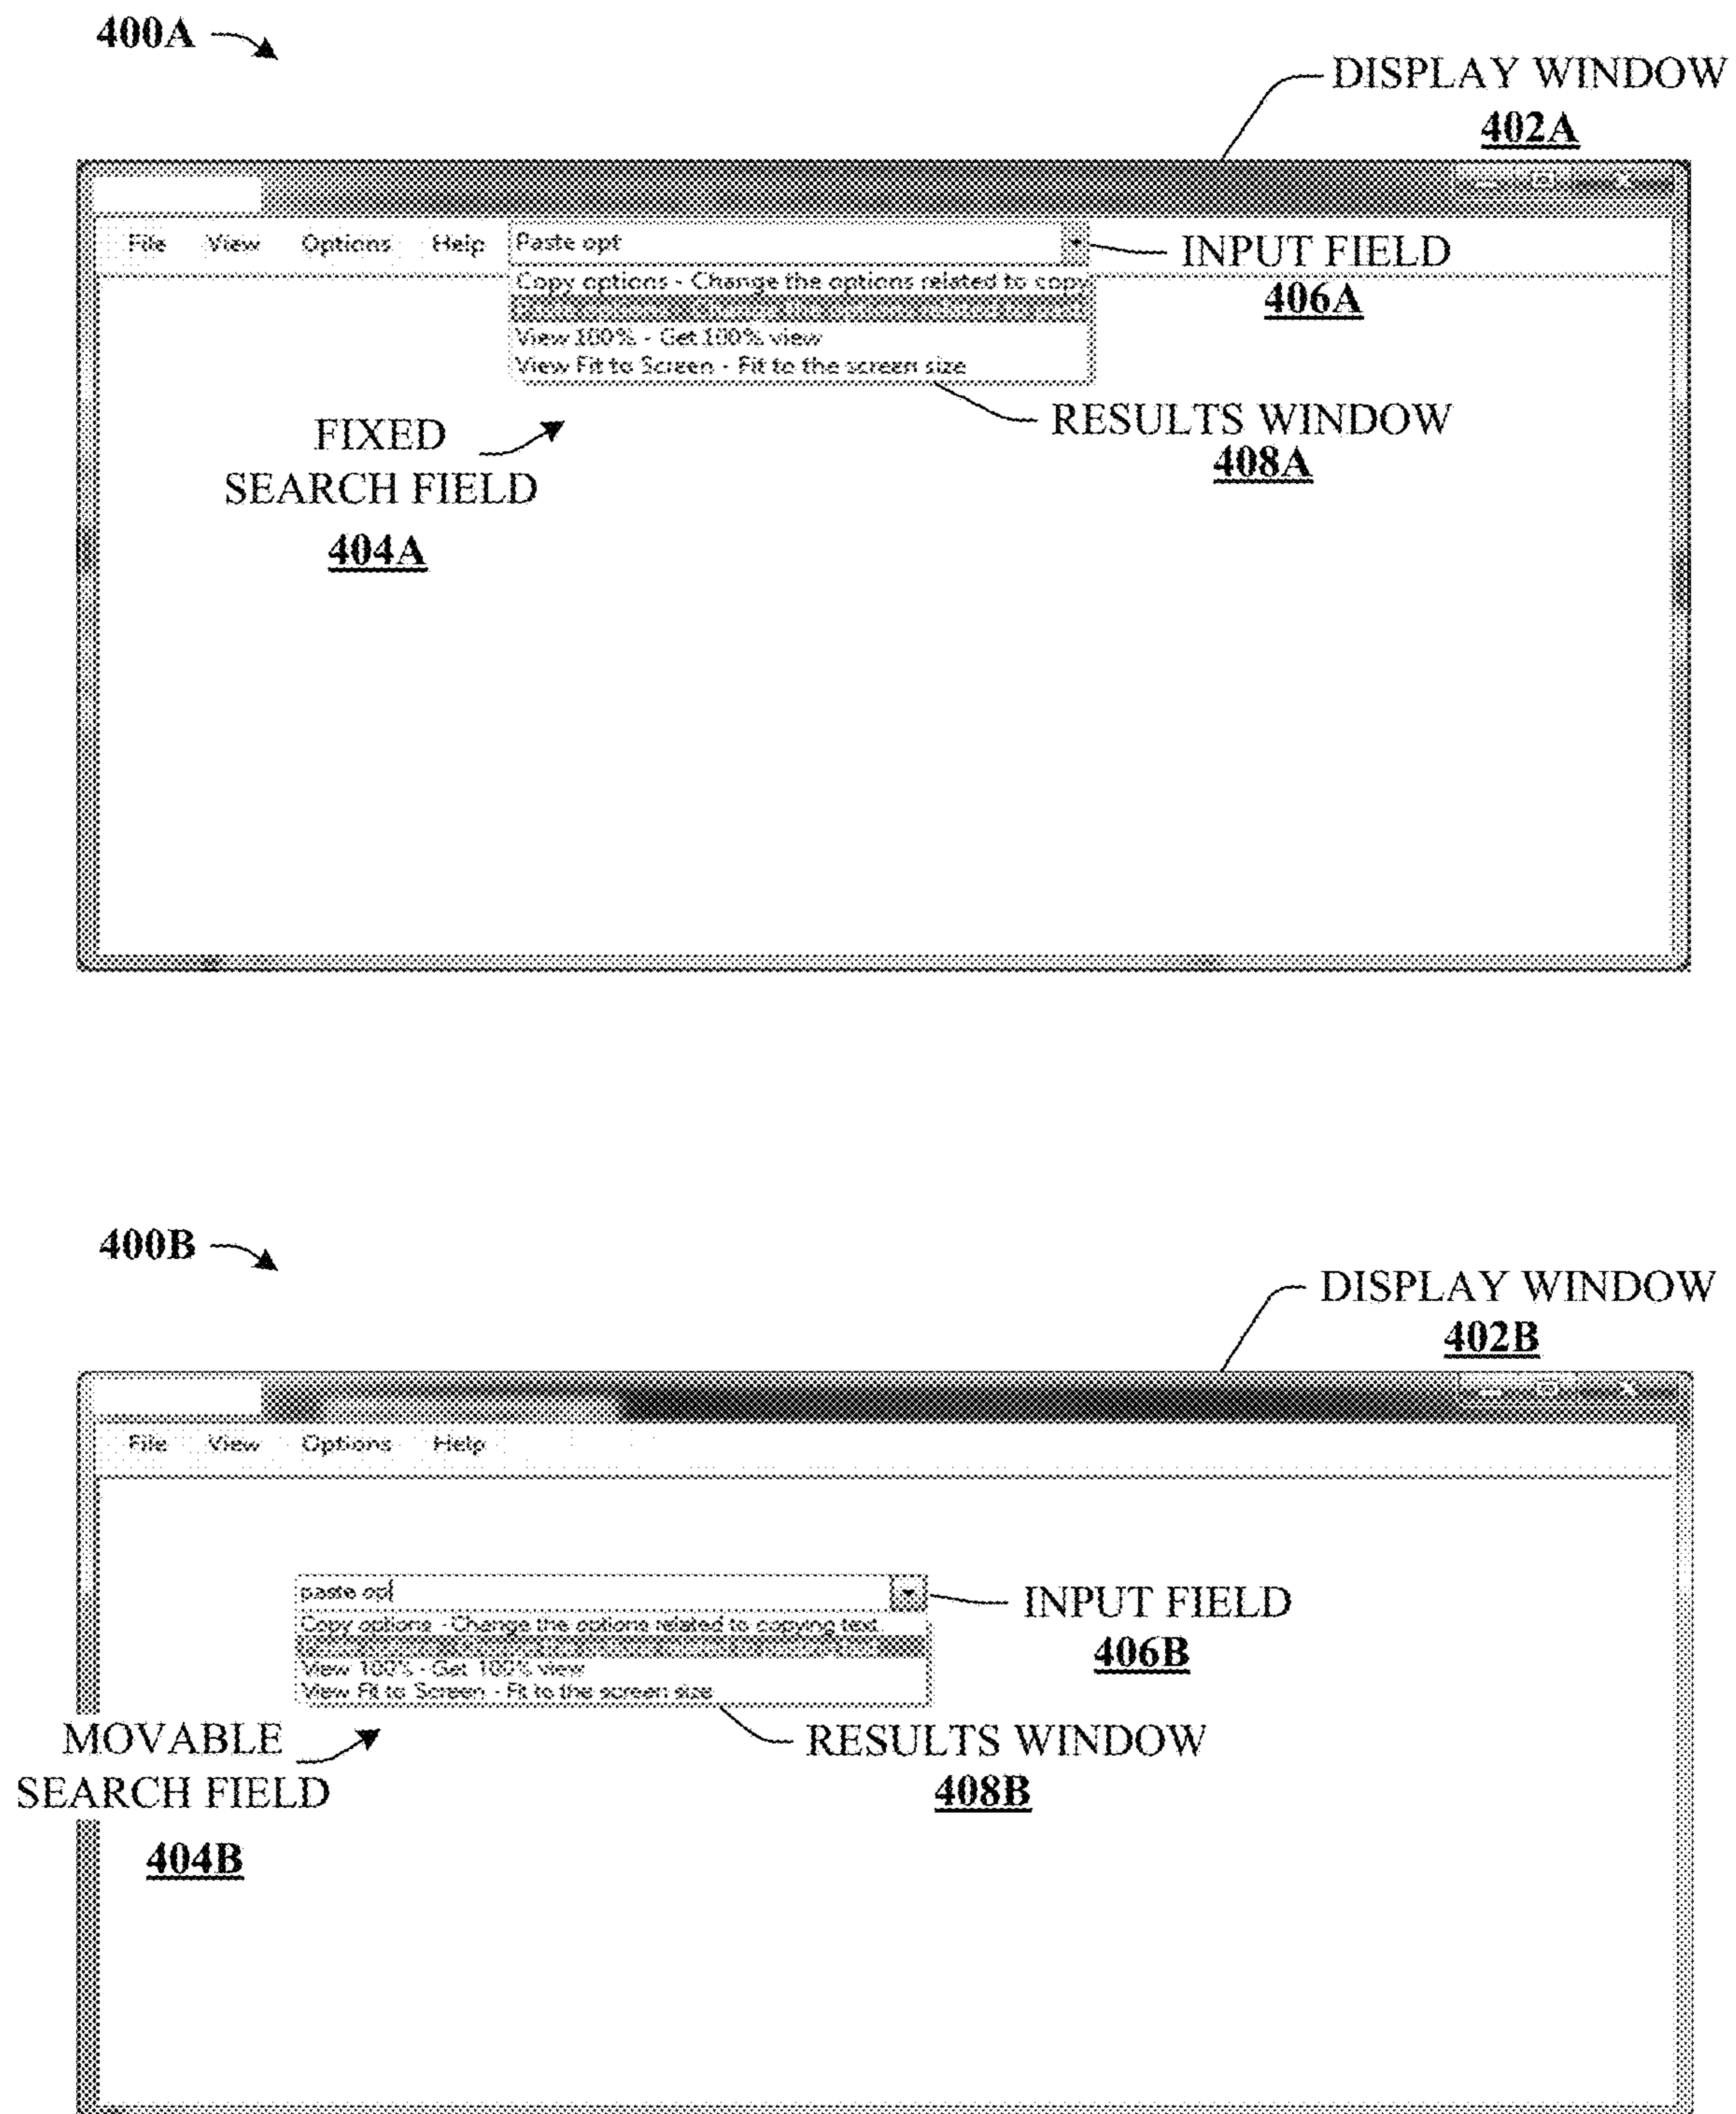 400A
DISPLAY WINDOW
402A
File View Options Help Paste opt
INPUT FIELD
406A
Copy options - Change the options related to copy
View 100% - Get 100% view
View Fit to Screen - Fit to the screen size
RESULTS WINDOW
408A
FIXED
SEARCH FIELD
404A
400B
DISPLAY WINDOW
402B
File View Options Help
paste opt
INPUT FIELD
406B
Copy options - Change the options related to copying text.
View 100% - Get 100% view
View Fit to Screen - Fit to the screen size
RESULTS WINDOW
408B
MOVABLE
SEARCH FIELD
404B